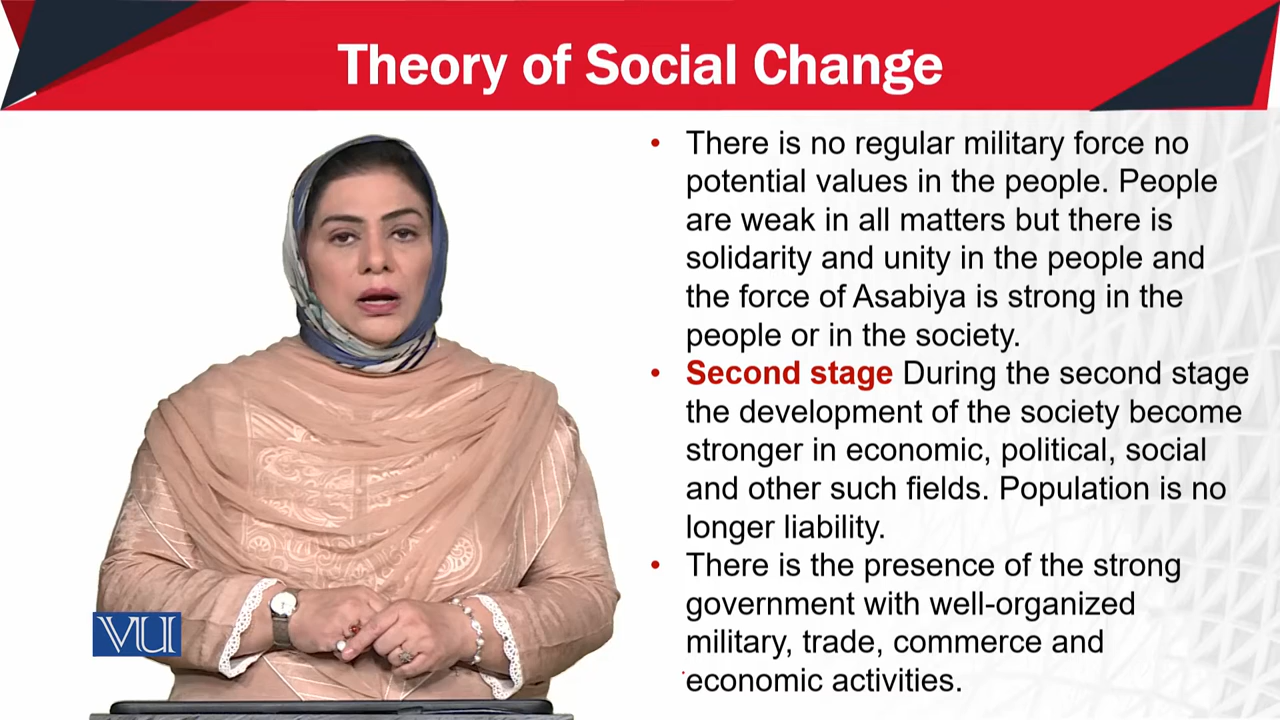 Theory of Social Change
• There is no regular military force no
potential values in the people. People
are weak in all matters but there is
solidarity and unity in the people and
the force of Asabiya is strong in the
people or in the society.
• Second stage During the second stage
the development of the society become
stronger in economic, political, social
and other such fields. Population is no
longer liability.
• There is the presence of the strong
government with well-organized
military, trade, commerce and
economic activities.
VU